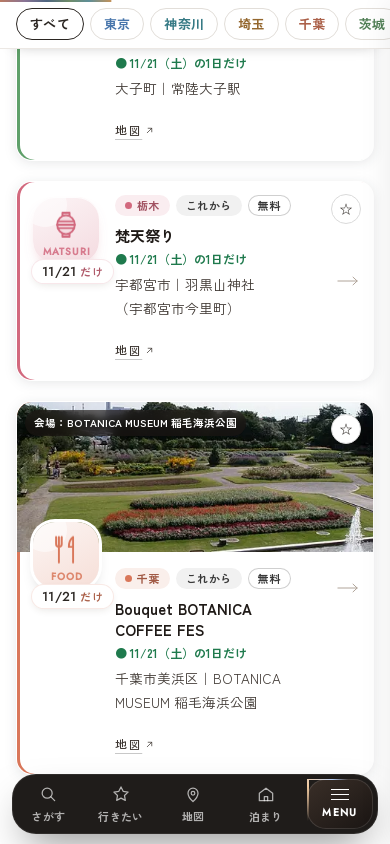 すべて
東京
神奈川
埼玉
千葉
茨城
11/21（土）の1日だけ
大子町｜常陸大子駅
地図 ↗
栃木
これから
無料
MATSURI
11/21 だけ
梵天祭り
11/21（土）の1日だけ
宇都宮市｜羽黒山神社
（宇都宮市今里町）
地図 ↗
会場：BOTANICA MUSEUM 稲毛海浜公園
FOOD
11/21 だけ
千葉
これから
無料
Bouquet BOTANICA
COFFEE FES
11/21（土）の1日だけ
千葉市美浜区｜BOTANICA
MUSEUM 稲毛海浜公園
地図 ↗
さがす
行きたい
地図
泊まり
MENU